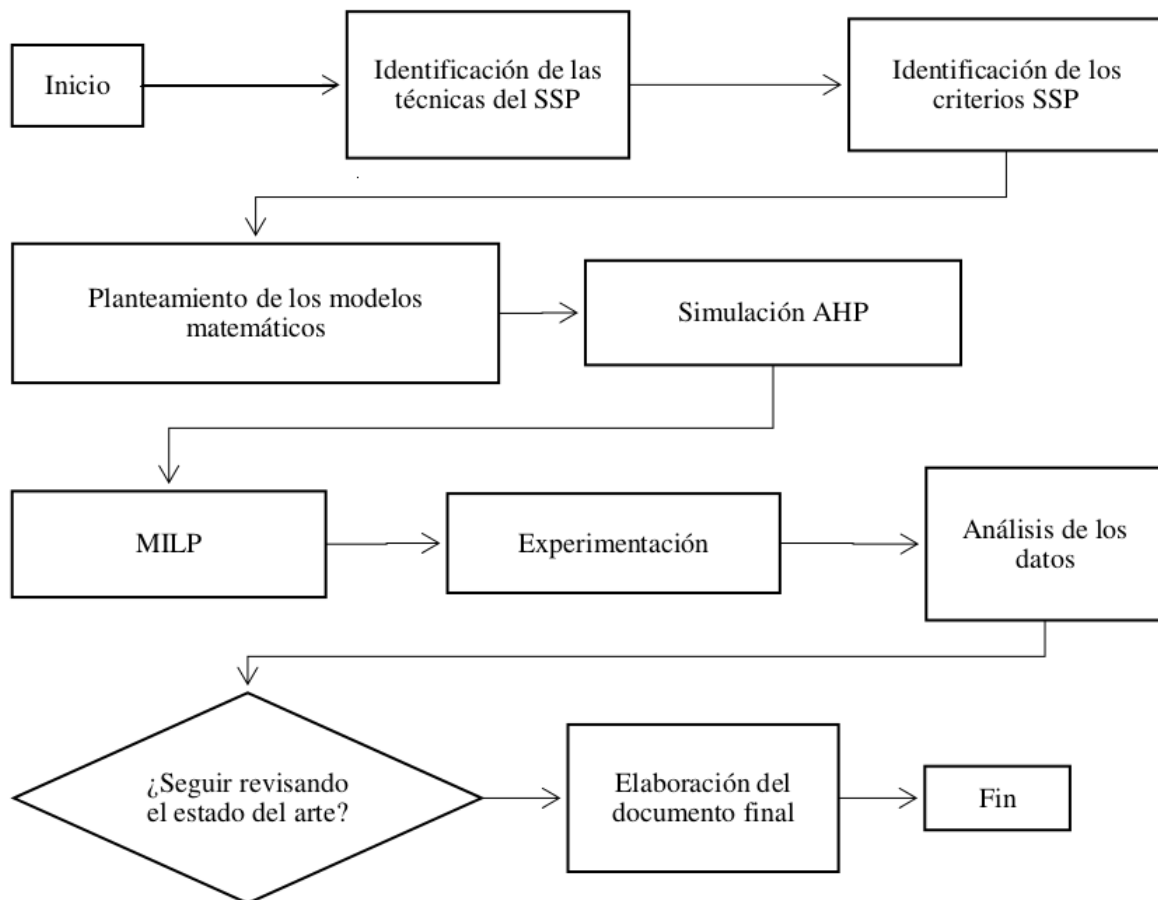 Inicio
Identificación de las
técnicas del SSP
Identificación de los
criterios SSP
Planteamiento de los modelos
matemáticos
Simulación AHP
MILP
Experimentación
Análisis de los
datos
¿Seguir revisando
el estado del arte?
Elaboración del
documento final
Fin